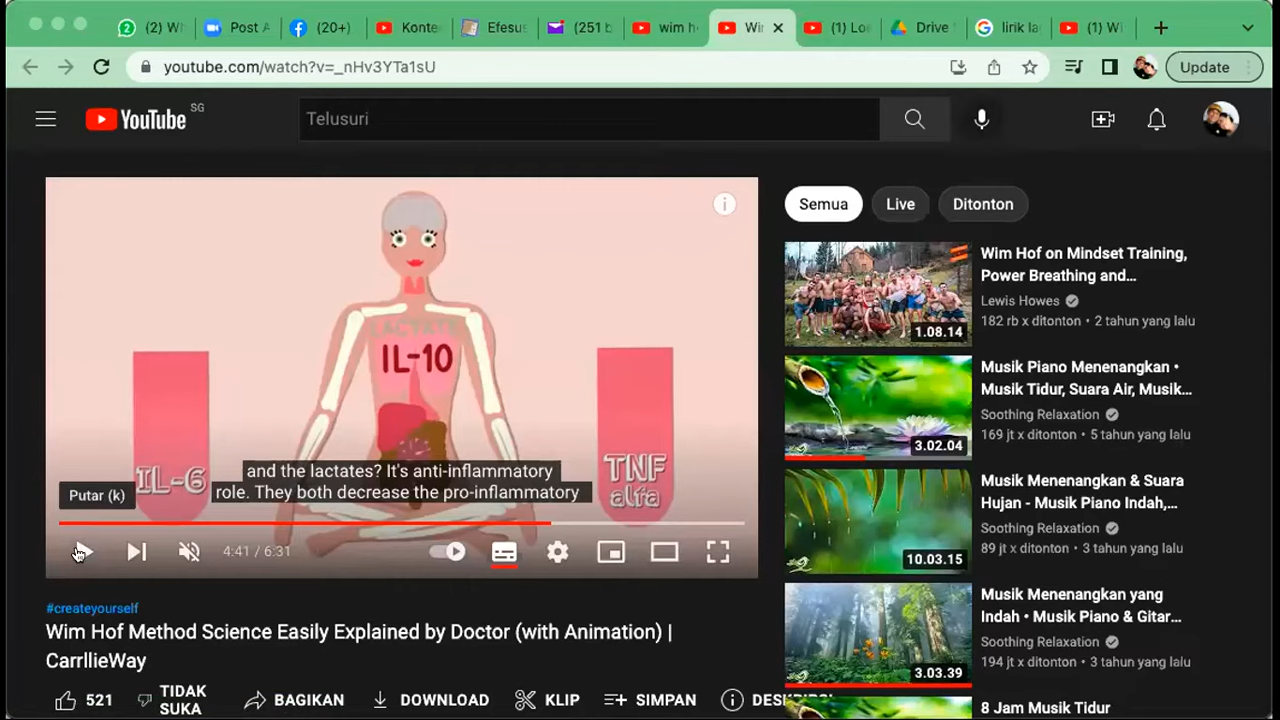 (2) W
Post A
(20+)
Konte
Efesus
(251 b
wim h
Wi
(1) Lo
Drive
lirik la
(1) Wi
youtube.com/watch?v=_nHv3YTa1sU
Update
YouTube SG
Telusuri
LACTATE
IL-10
IL-6
TNF
alfa
and the lactates? It's anti-inflammatory
role. They both decrease the pro-inflammatory
Putar (k)
4:41 / 6:31
#createyourself
Wim Hof Method Science Easily Explained by Doctor (with Animation) |
CarrllieWay
521
TIDAK
SUKA
BAGIKAN
DOWNLOAD
KLIP
SIMPAN
Semua
Live
Ditonton
1.08.14
Wim Hof on Mindset Training,
Power Breathing and...
Lewis Howes
182 rb x ditonton • 2 tahun yang lalu
3.02.04
Musik Piano Menenangkan •
Musik Tidur, Suara Air, Musik...
Soothing Relaxation
169 jt x ditonton • 5 tahun yang lalu
10.03.15
Musik Menenangkan & Suara
Hujan - Musik Piano Indah,...
Soothing Relaxation
89 jt x ditonton • 3 tahun yang lalu
3.03.39
Musik Menenangkan yang
Indah • Musik Piano & Gitar...
Soothing Relaxation
194 jt x ditonton • 3 tahun yang lalu
8 Jam Musik Tidur